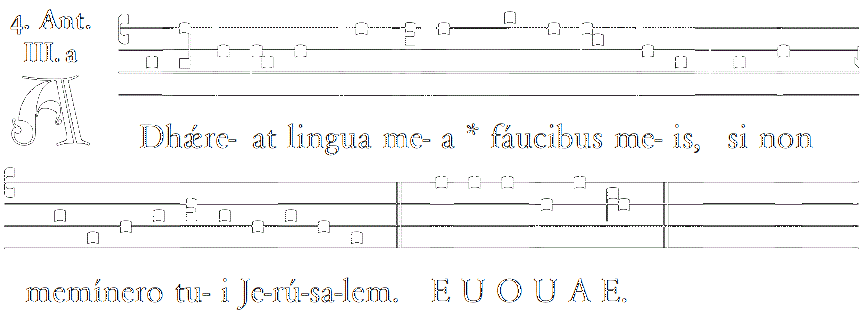 4. Ant.
III. a
A
Dhǽre- at lingua me- a * fáucibus me- is, si non
memínero tu- i Je-rú-sa-lem. E U O U A E.